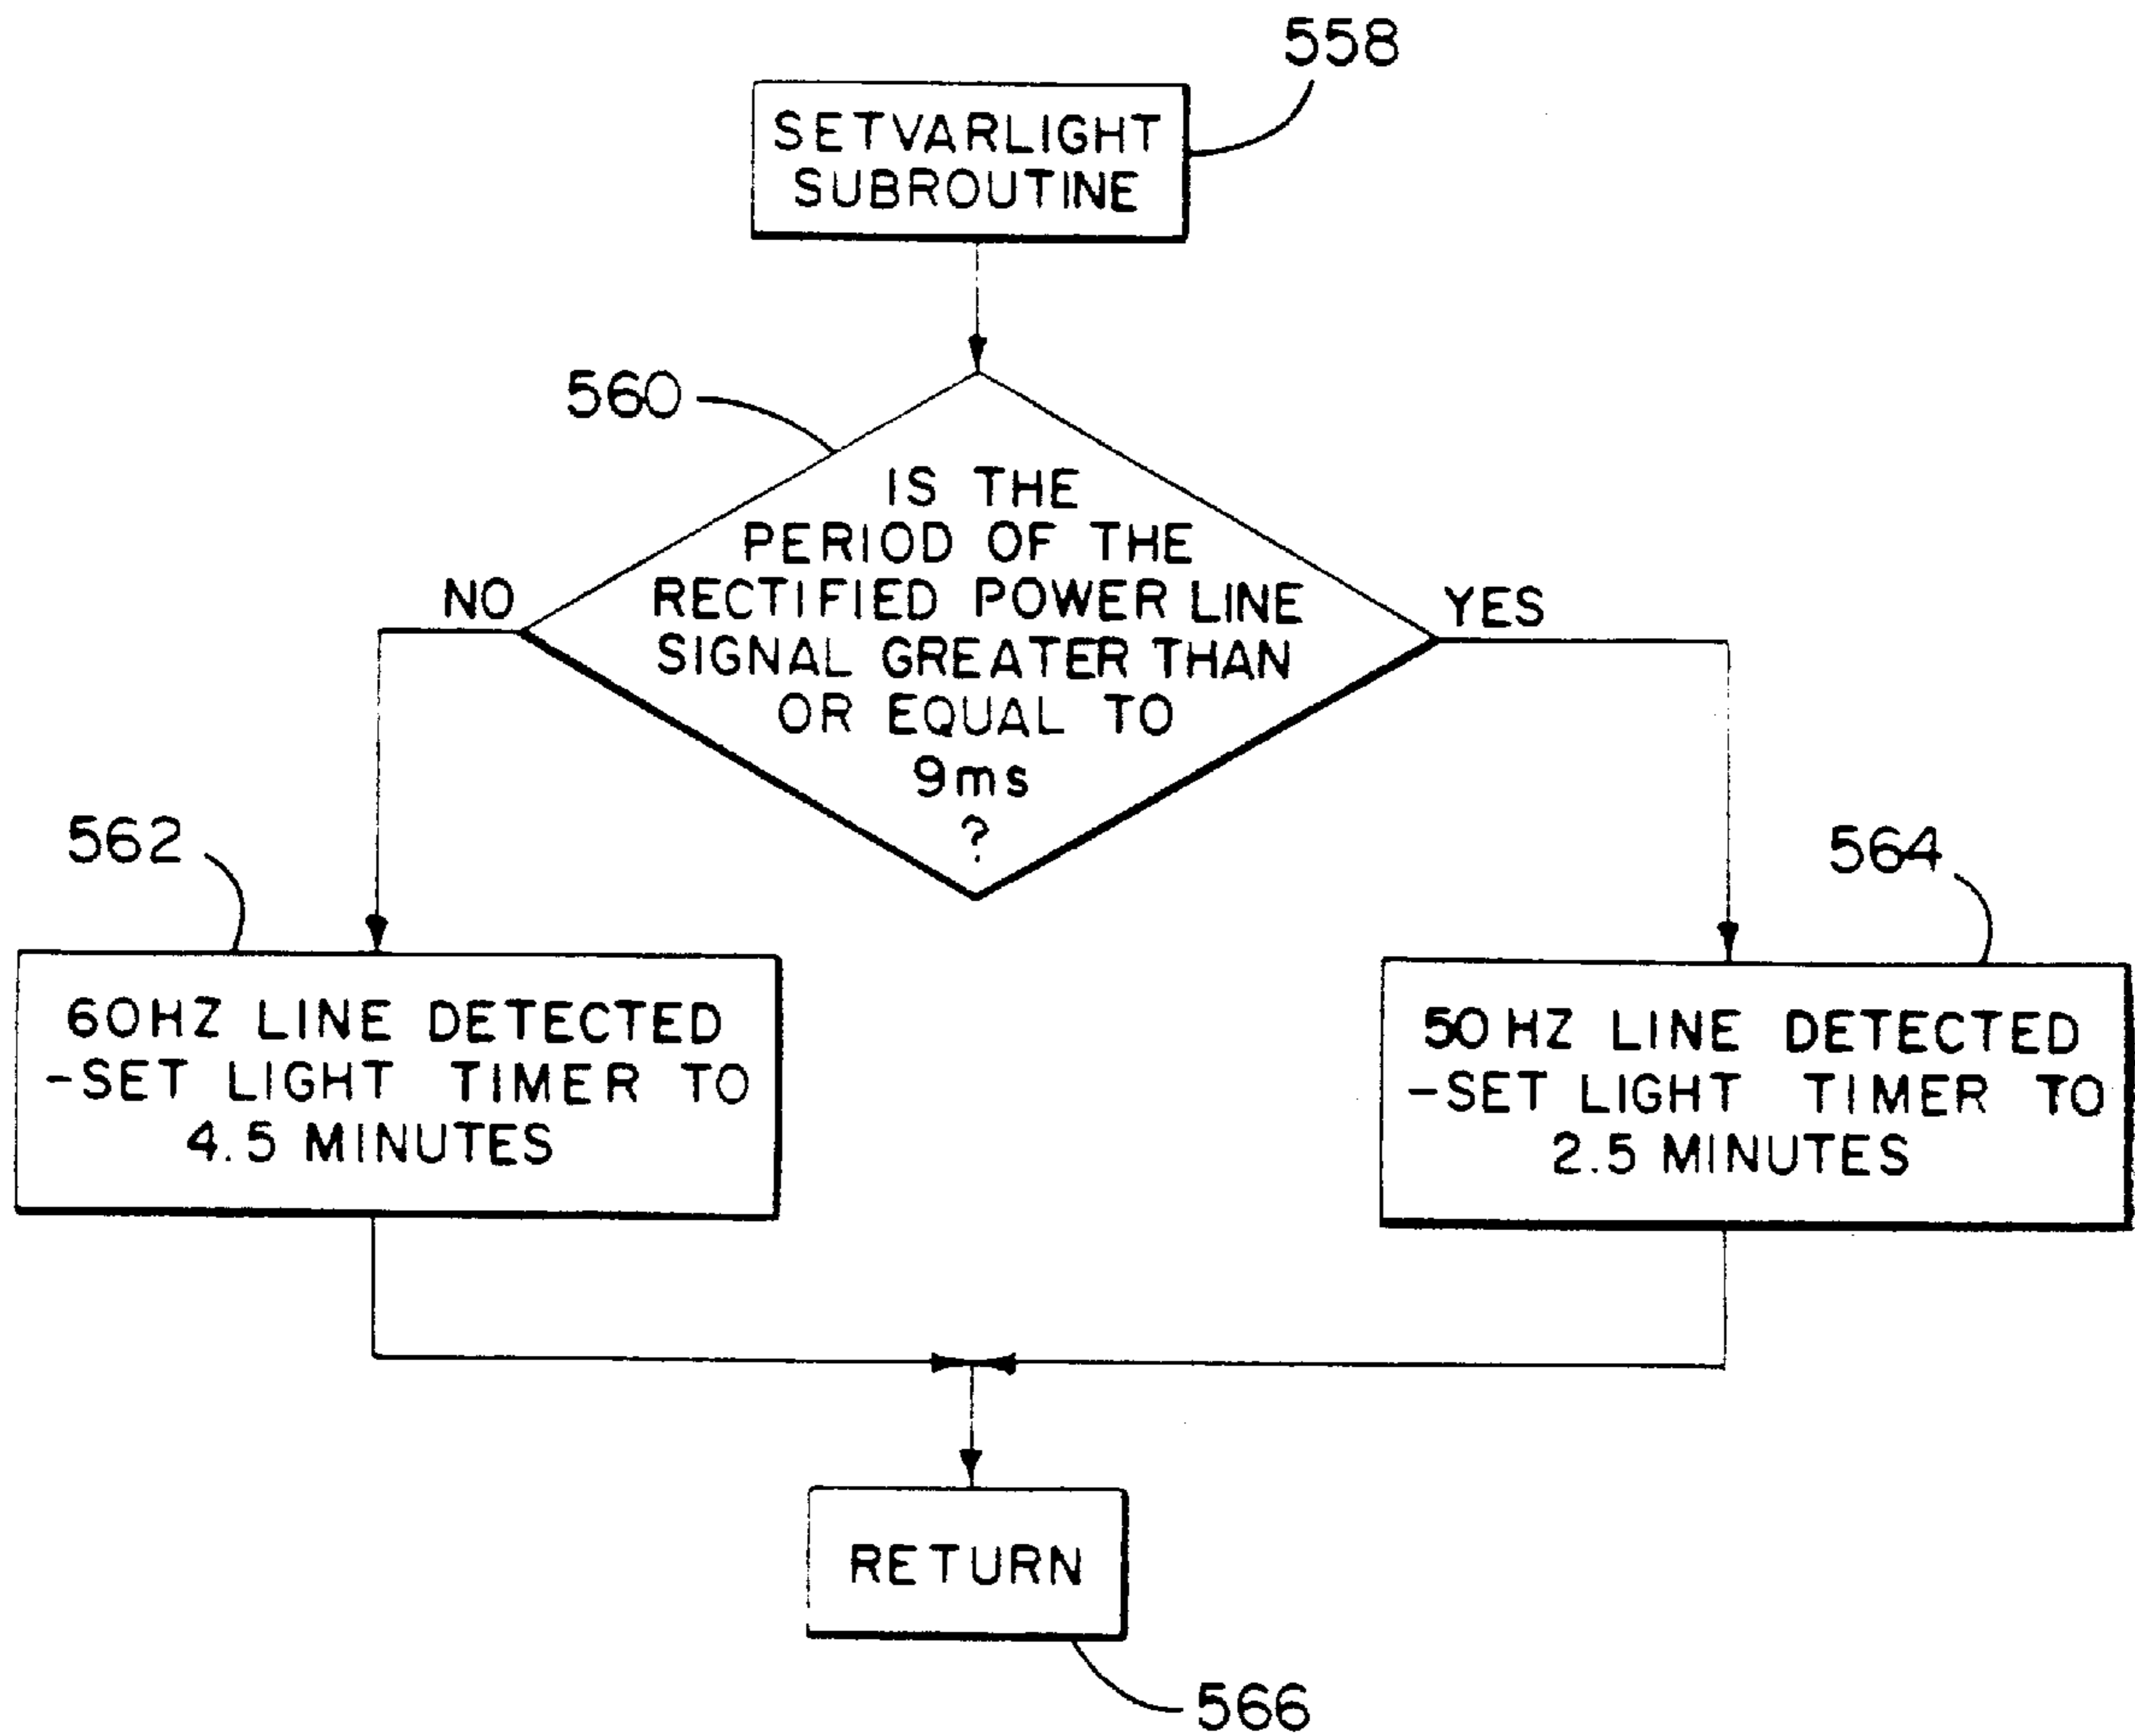 558
SETVARLIGHT
SUBROUTINE
560
IS THE
PERIOD OF THE
RECTIFIED POWER LINE
SIGNAL GREATER THAN
OR EQUAL TO
9ms
?
NO
YES
562
60HZ LINE DETECTED
-SET LIGHT TIMER TO
4.5 MINUTES
564
50HZ LINE DETECTED
-SET LIGHT TIMER TO
2.5 MINUTES
RETURN
566